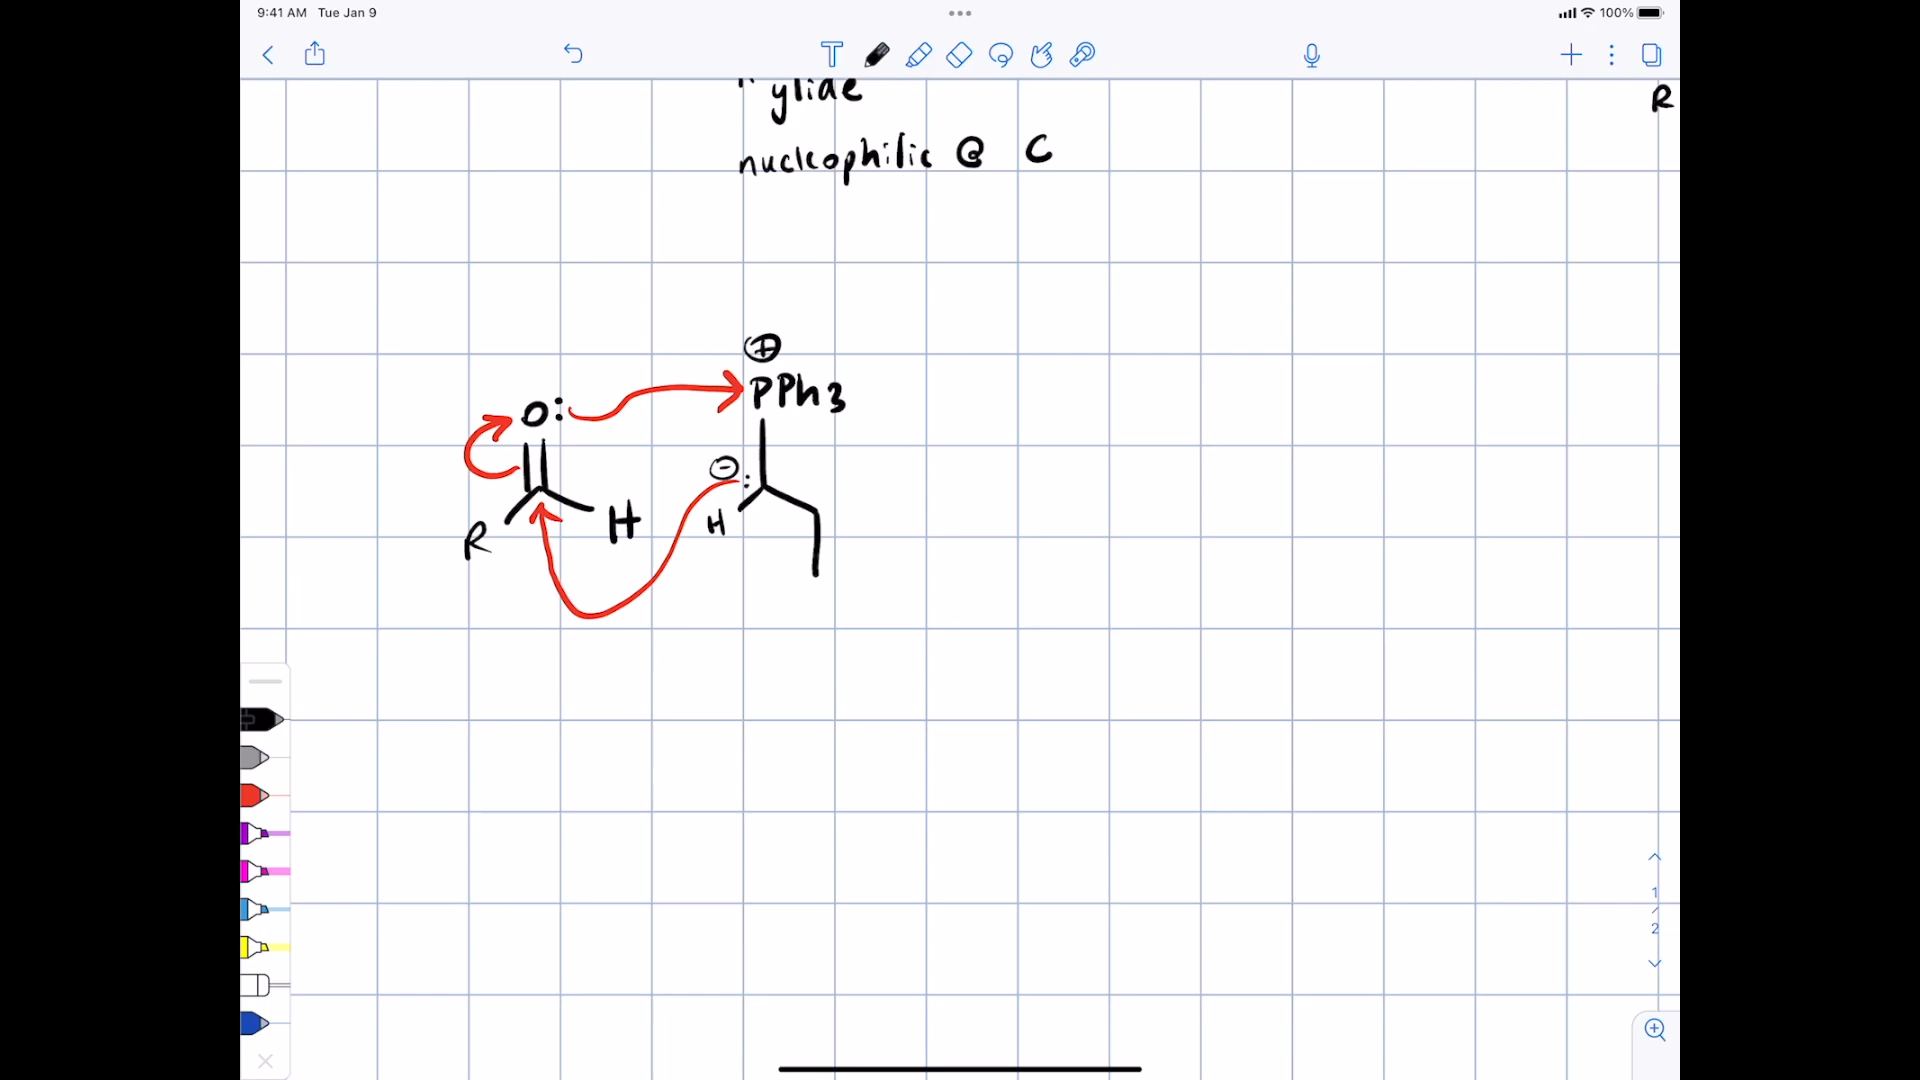 9:41 AM Tue Jan 9
100%
T
" ylide
R
nucleophilic @ C
+
O: PPh3
- :
R H H
1
2